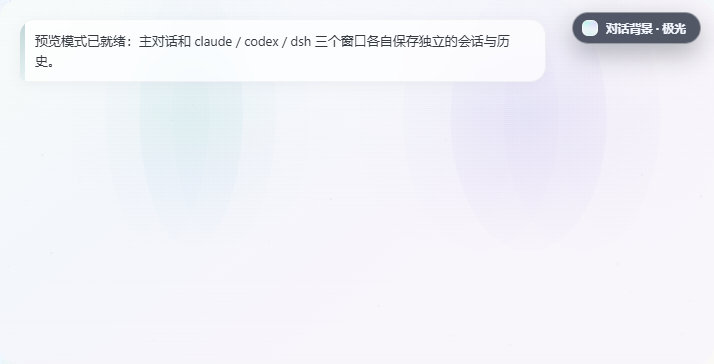 预览模式已就绪：主对话和 claude / codex / dsh 三个窗口各自保存独立的会话与历
史。
对话背景 · 极光